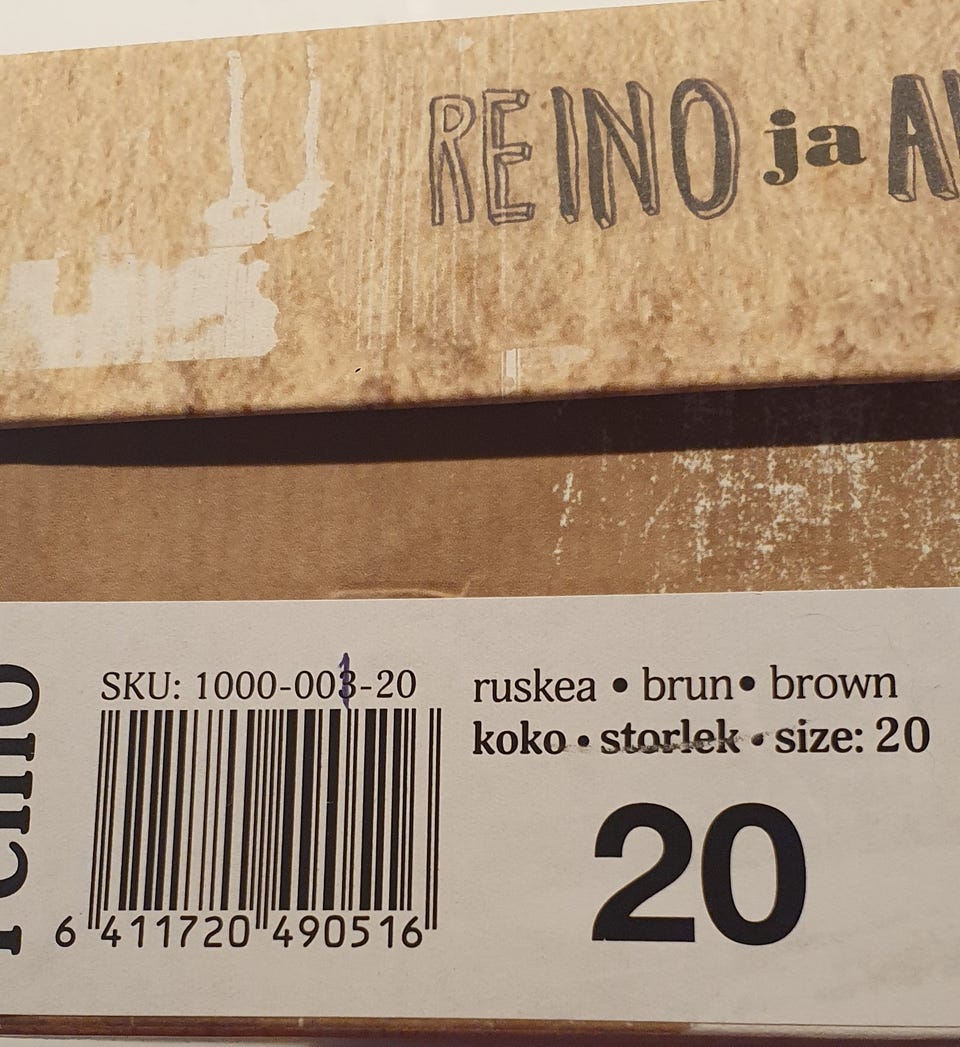 REINO ja
SKU: 1000-003-20
ruskea • brun • brown
koko • storlek • size: 20
20
6 411720 490516